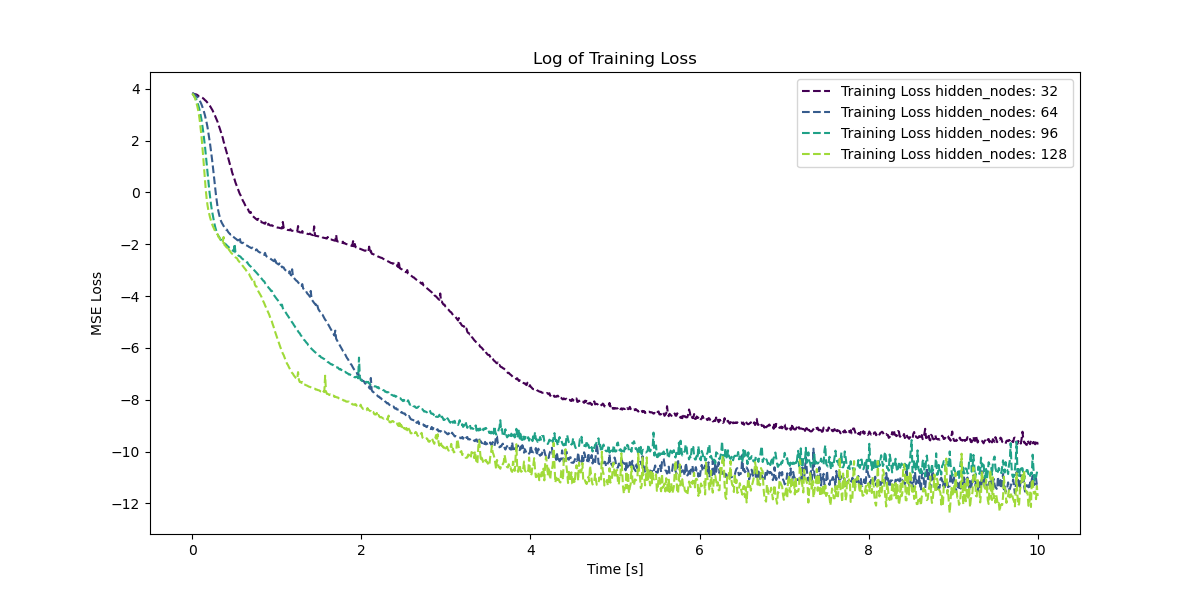 Log of Training Loss
Training Loss hidden_nodes: 32
Training Loss hidden_nodes: 64
Training Loss hidden_nodes: 96
Training Loss hidden_nodes: 128
MSE Loss
4
2
0
−2
−4
−6
−8
−10
−12
0 2 4 6 8 10
Time [s]